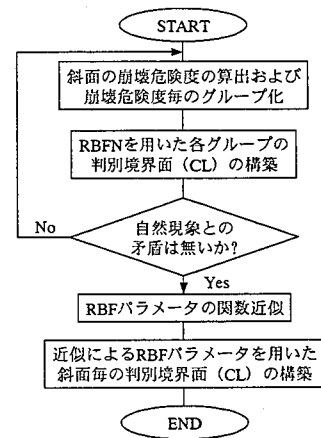 START
斜面の崩壊危険度の算出および
崩壊危険度毎のグループ化
RBFNを用いた各グループの
判別境界面（CL）の構築
自然現象との
矛盾は無いか?
No
Yes
RBFパラメータの関数近似
近似によるRBFパラメータを用いた
斜面毎の判別境界面（CL）の構築
END